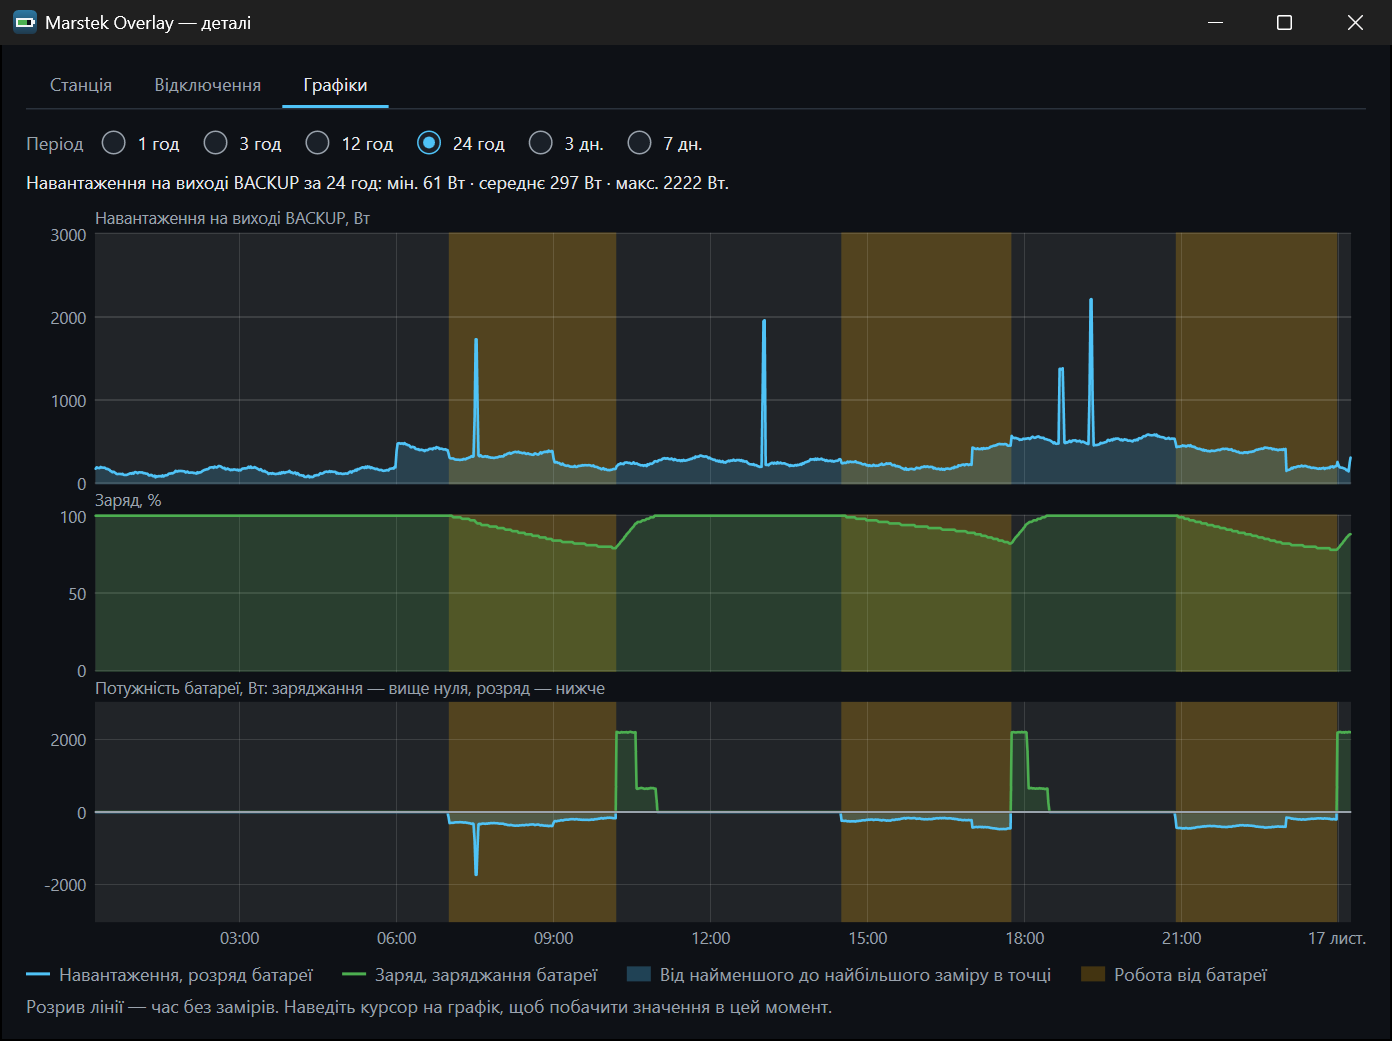 Marstek Overlay — деталі
Станція Відключення Графіки
Період 1 год 3 год 12 год 24 год 3 дн. 7 дн.
Навантаження на виході BACKUP за 24 год: мін. 61 Вт · середнє 297 Вт · макс. 2222 Вт.
Навантаження на виході BACKUP, Вт
3000
2000
1000
0
Заряд, %
100
50
0
Потужність батареї, Вт: заряджання — вище нуля, розряд — нижче
2000
0
-2000
03:00 06:00 09:00 12:00 15:00 18:00 21:00 17 лист.
Навантаження, розряд батареї Заряд, заряджання батареї Від найменшого до найбільшого заміру в точці Робота від батареї
Розрив лінії — час без замірів. Наведіть курсор на графік, щоб побачити значення в цей момент.